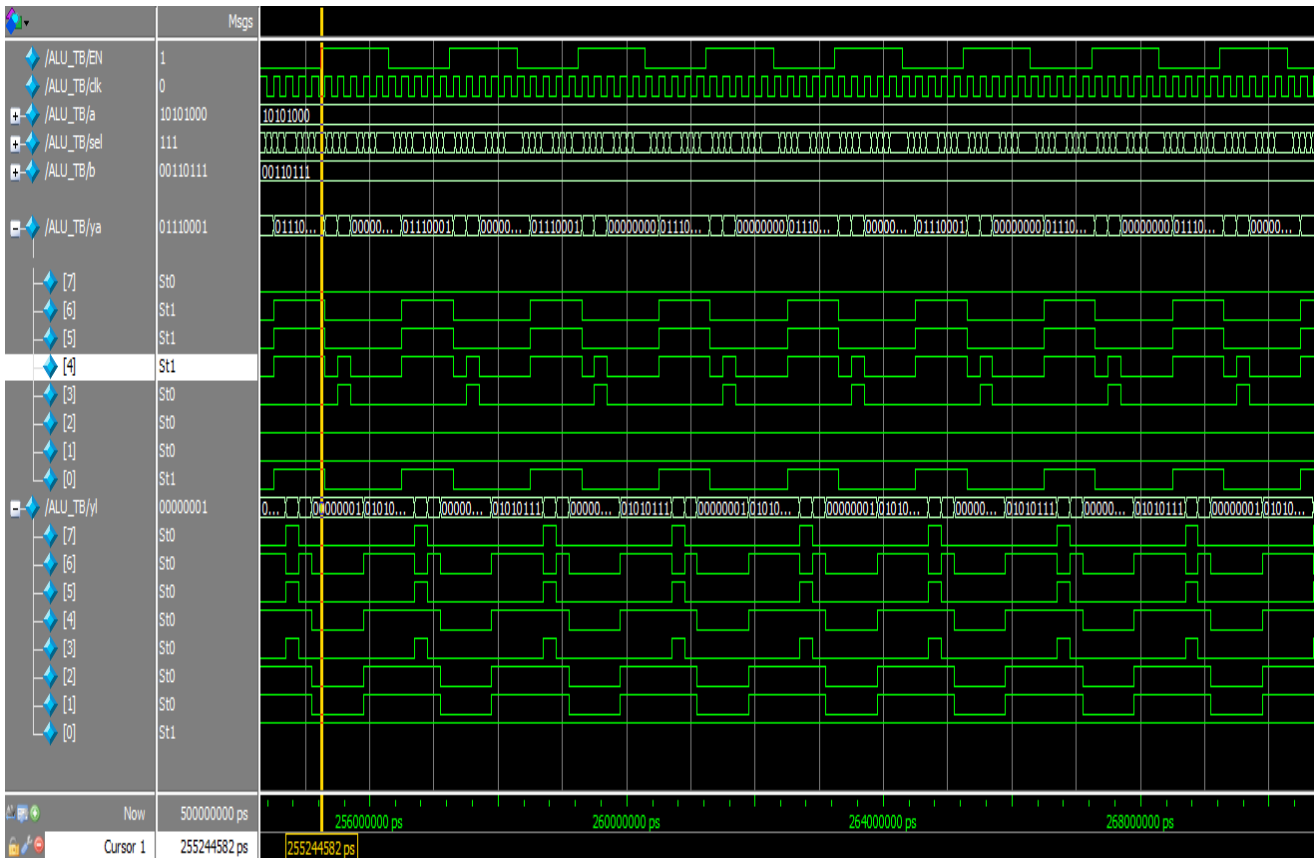 Msgs
/ALU_TB/EN 1
/ALU_TB/clk 0
/ALU_TB/a 10101000 10101000
/ALU_TB/sel 111
/ALU_TB/b 00110111 00110111
/ALU_TB/ya 01110001 01110... 00000... 01110001 00000... 01110001 00000000 01110... 00000000 01110... 00000... 01110001 00000000 01110... 00000000 01110... 00000...
[7] St0
[6] St1
[5] St1
[4] St1
[3] St0
[2] St0
[1] St0
[0] St1
/ALU_TB/yl 00000001 0... 00000001 01010... 00000... 01010111 00000... 01010111 00000001 01010... 00000001 01010... 00000... 01010111 00000... 01010111 00000001 01010...
[7] St0
[6] St0
[5] St0
[4] St0
[3] St0
[2] St0
[1] St0
[0] St1
Now 500000000 ps 256000000 ps 260000000 ps 264000000 ps 268000000 ps
Cursor 1 255244582 ps 255244582 ps